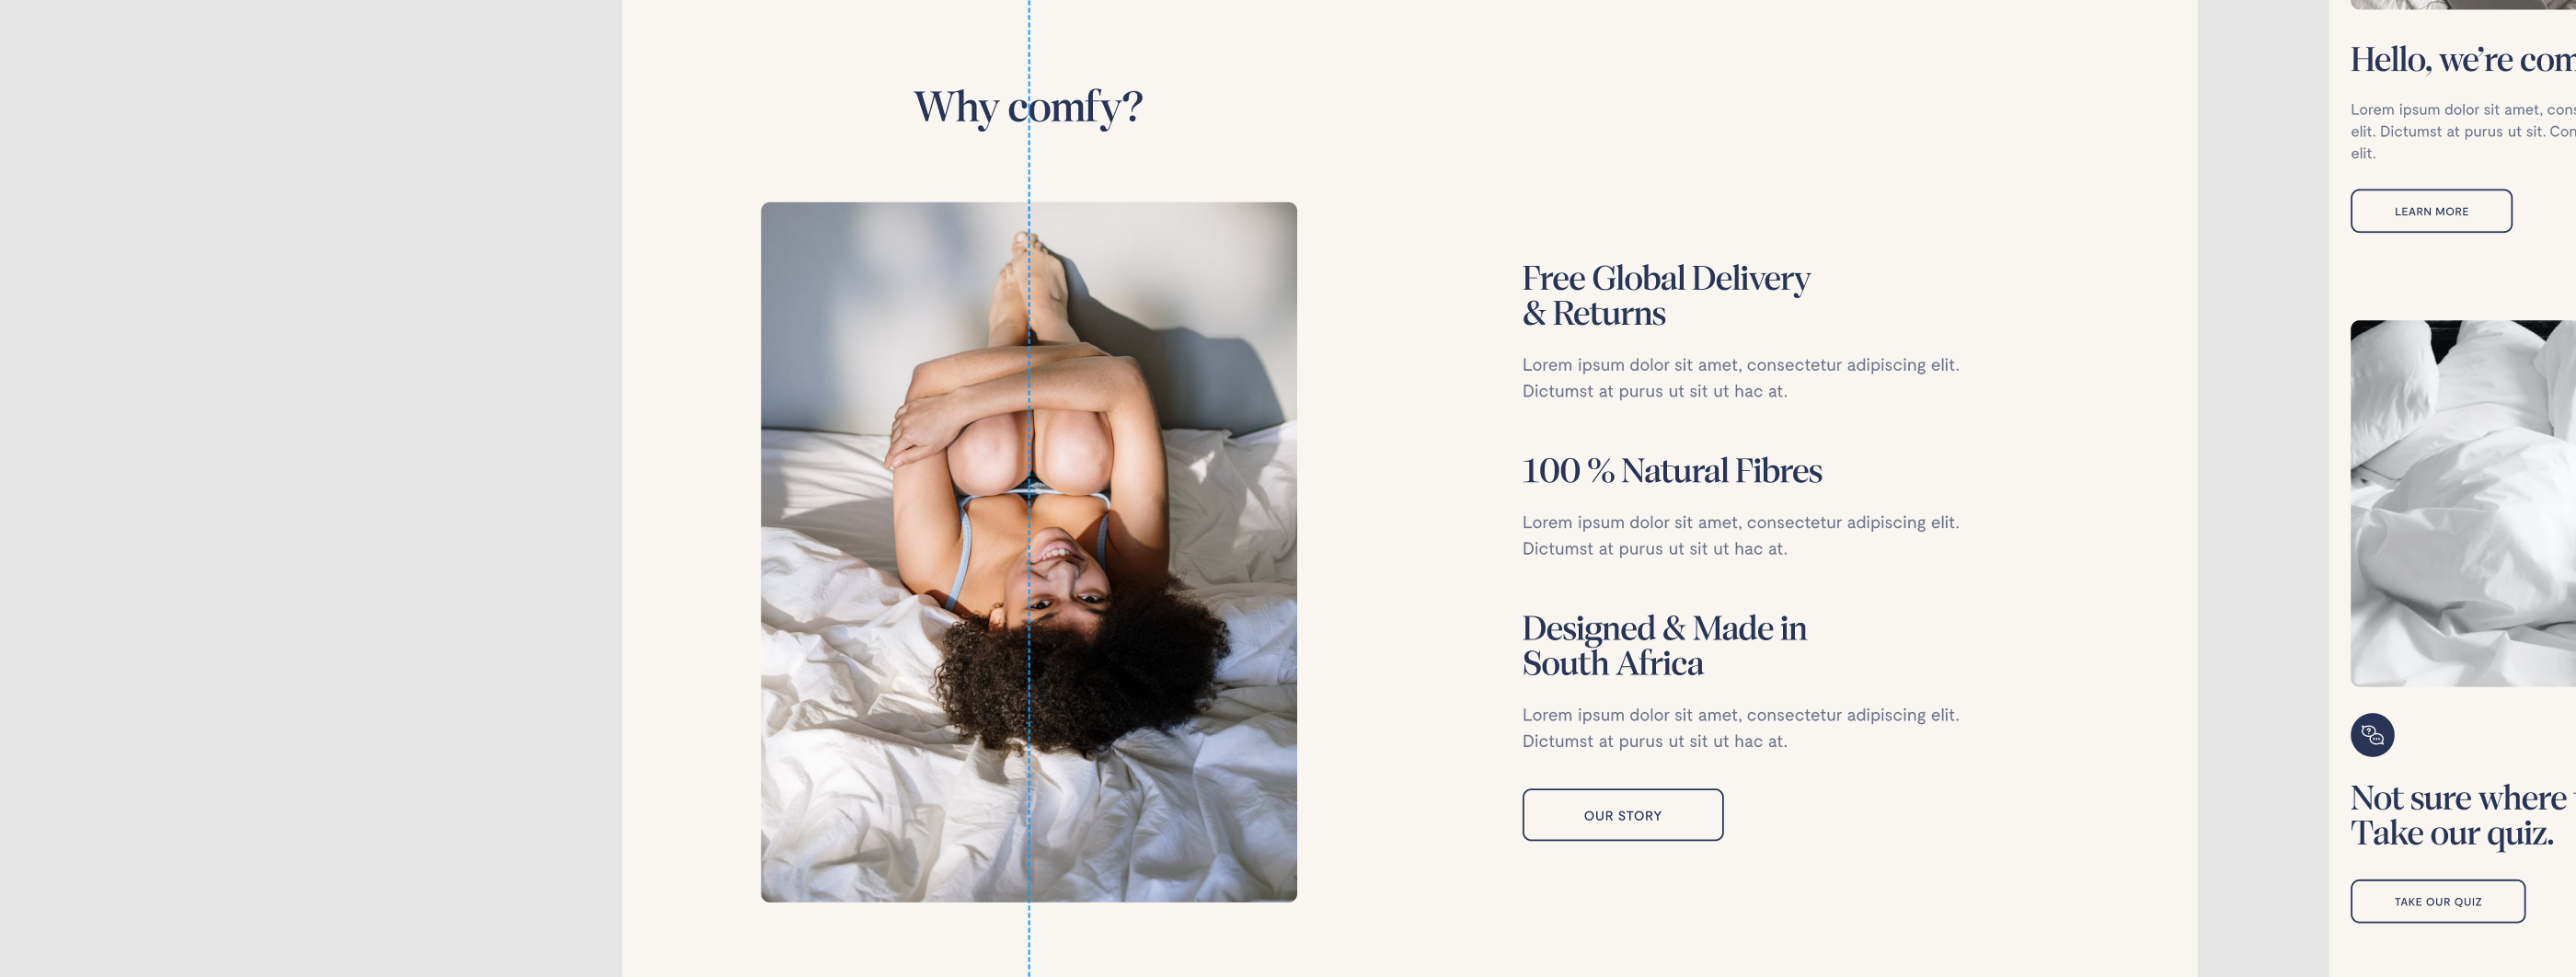 Why comfy?
Free Global Delivery
& Returns
Lorem ipsum dolor sit amet, consectetur adipiscing elit.
Dictumst at purus ut sit ut hac at.
100 % Natural Fibres
Lorem ipsum dolor sit amet, consectetur adipiscing elit.
Dictumst at purus ut sit ut hac at.
Designed & Made in
South Africa
Lorem ipsum dolor sit amet, consectetur adipiscing elit.
Dictumst at purus ut sit ut hac at.
OUR STORY
Hello, we're com
Lorem ipsum dolor sit amet, cons
elit. Dictumst at purus ut sit. Con
elit.
LEARN MORE
Not sure where
Take our quiz.
TAKE OUR QUIZ